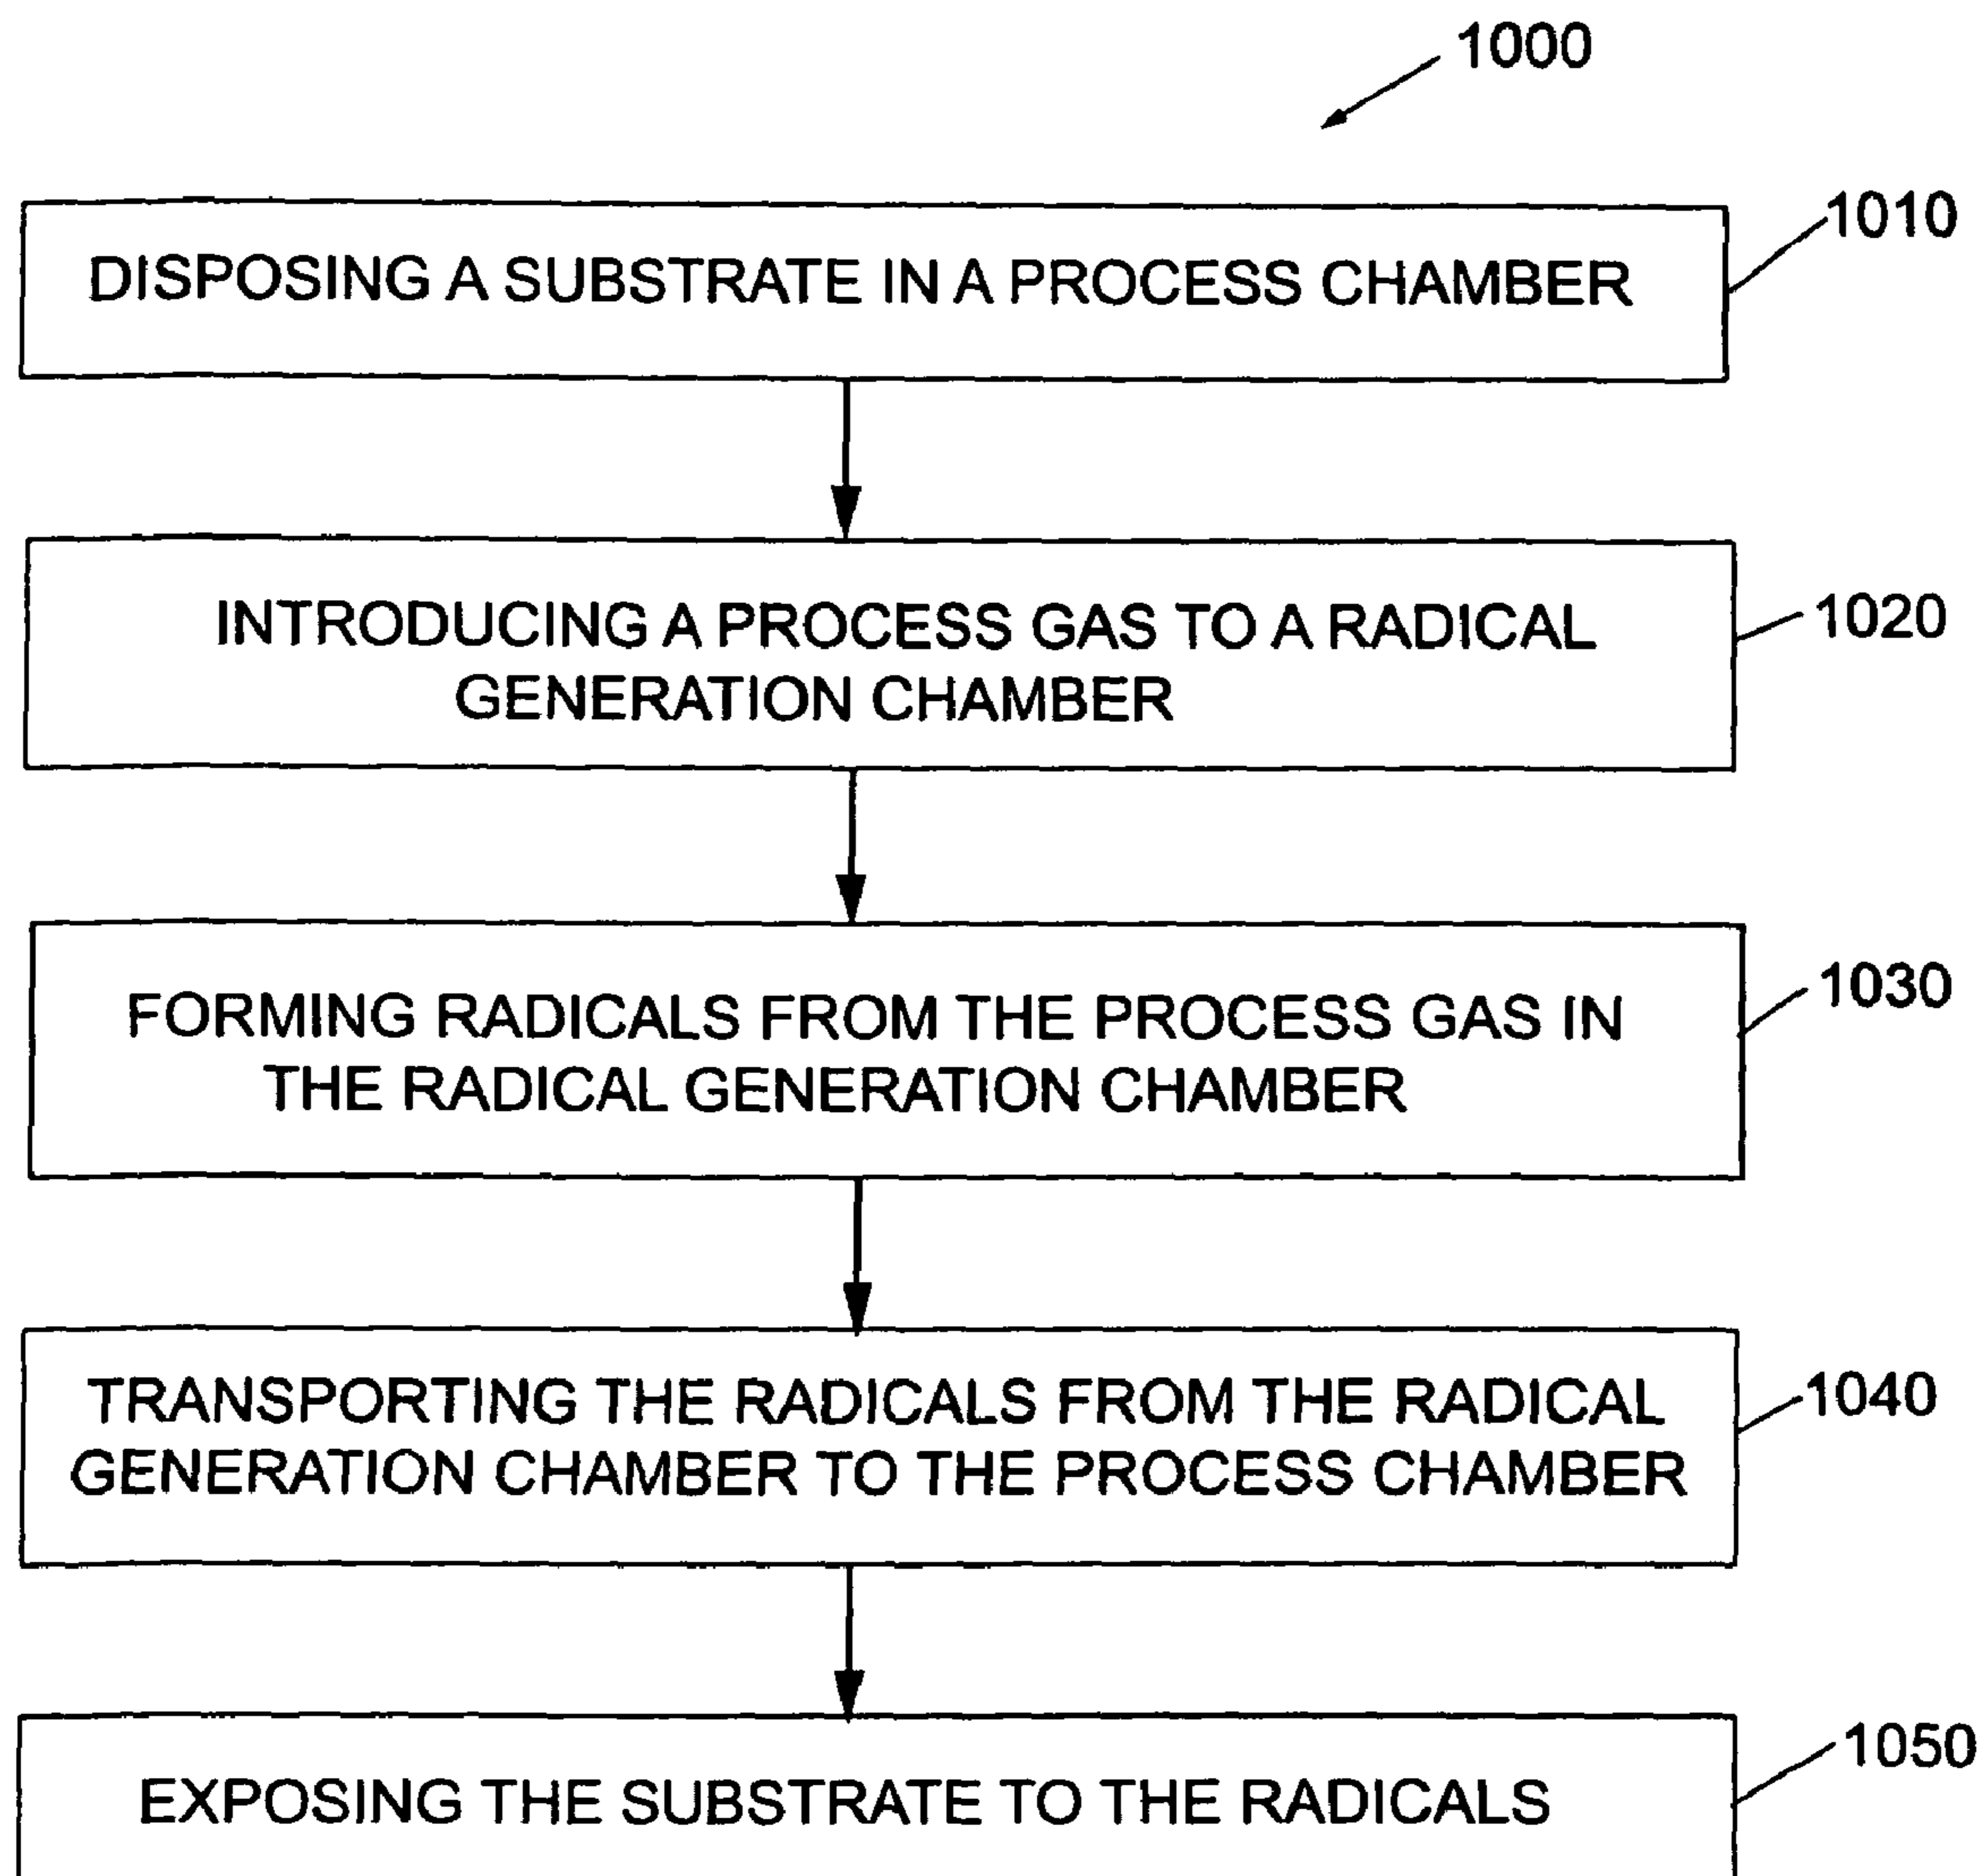 1000
1010
DISPOSING A SUBSTRATE IN A PROCESS CHAMBER
1020
INTRODUCING A PROCESS GAS TO A RADICAL
GENERATION CHAMBER
1030
FORMING RADICALS FROM THE PROCESS GAS IN
THE RADICAL GENERATION CHAMBER
1040
TRANSPORTING THE RADICALS FROM THE RADICAL
GENERATION CHAMBER TO THE PROCESS CHAMBER
1050
EXPOSING THE SUBSTRATE TO THE RADICALS